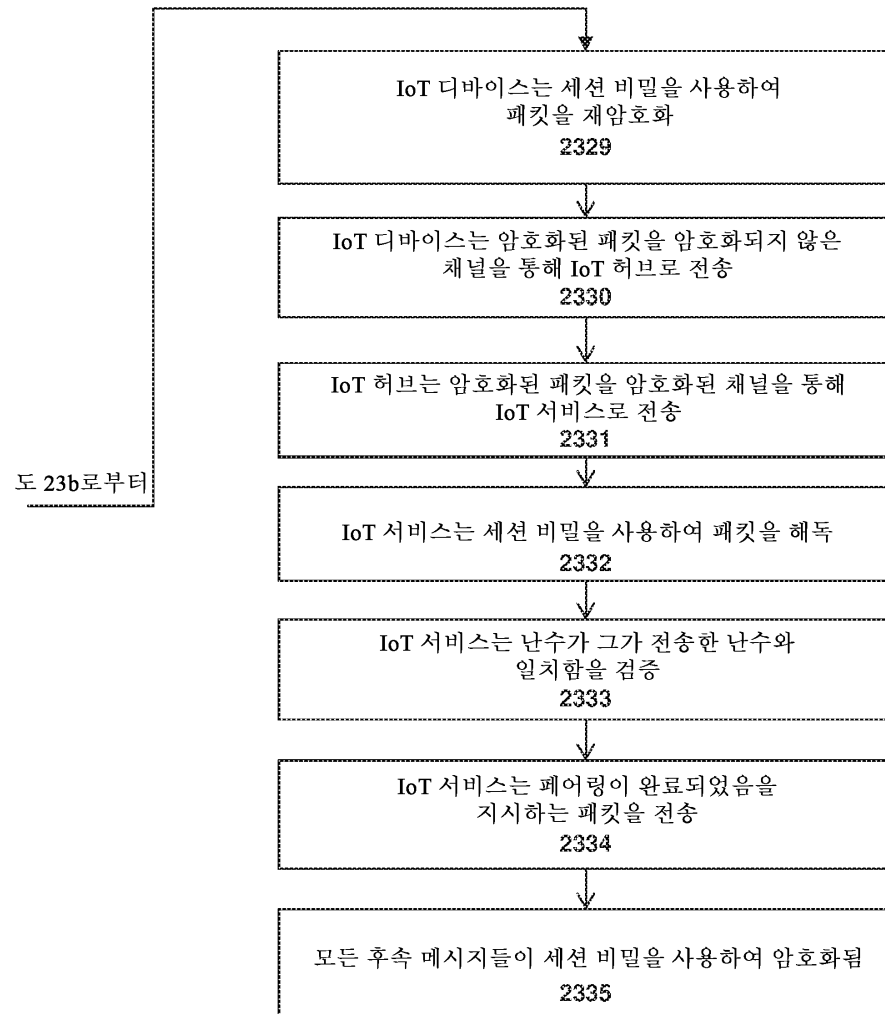 IoT 디바이스는 세션 비밀을 사용하여
패킷을 재암호화
2329
IoT 디바이스는 암호화된 패킷을 암호화되지 않은
채널을 통해 IoT 허브로 전송
2330
IoT 허브는 암호화된 패킷을 암호화된 채널을 통해
IoT 서비스로 전송
2331
도 23b로부터
IoT 서비스는 세션 비밀을 사용하여 패킷을 해독
2332
IoT 서비스는 난수가 그가 전송한 난수와
일치함을 검증
2333
IoT 서비스는 페어링이 완료되었음을
지시하는 패킷을 전송
2334
모든 후속 메시지들이 세션 비밀을 사용하여 암호화됨
2335